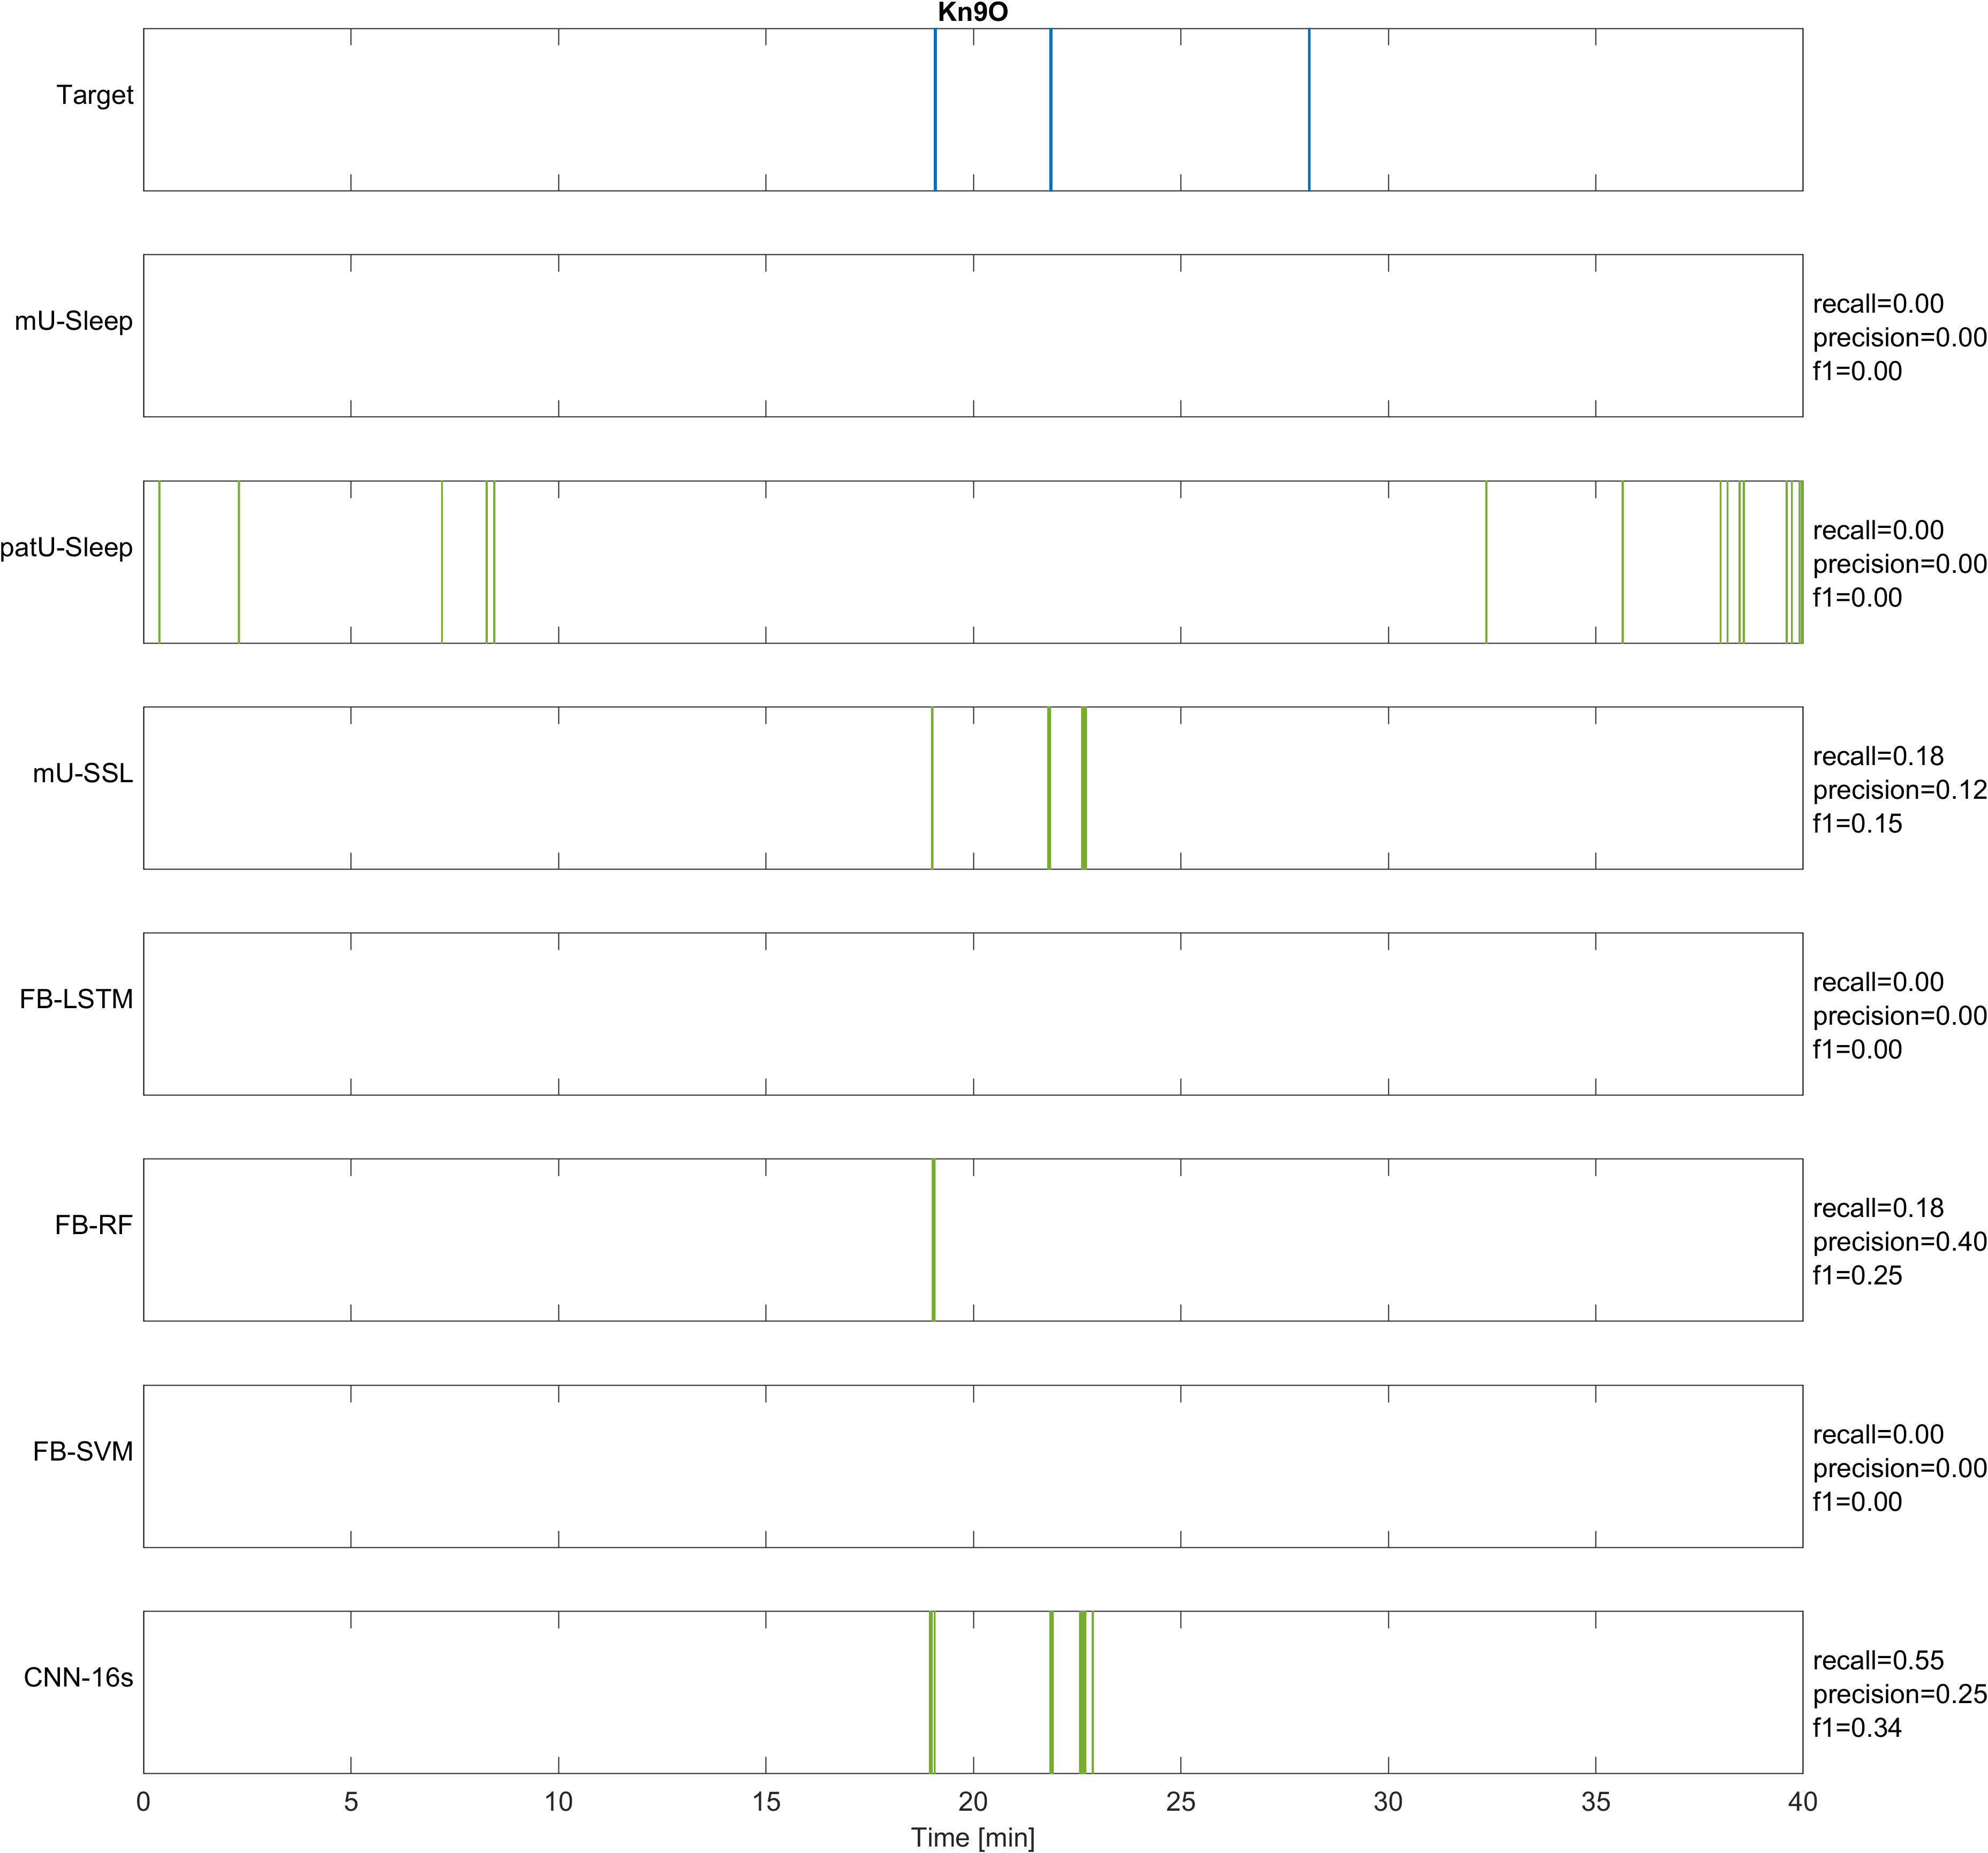 Kn9O
Target
mU-Sleep
recall=0.00
precision=0.00
f1=0.00
patU-Sleep
recall=0.00
precision=0.00
f1=0.00
mU-SSL
recall=0.18
precision=0.12
f1=0.15
FB-LSTM
recall=0.00
precision=0.00
f1=0.00
FB-RF
recall=0.18
precision=0.40
f1=0.25
FB-SVM
recall=0.00
precision=0.00
f1=0.00
CNN-16s
recall=0.55
precision=0.25
f1=0.34
0 5 10 15 20 25 30 35 40
Time [min]